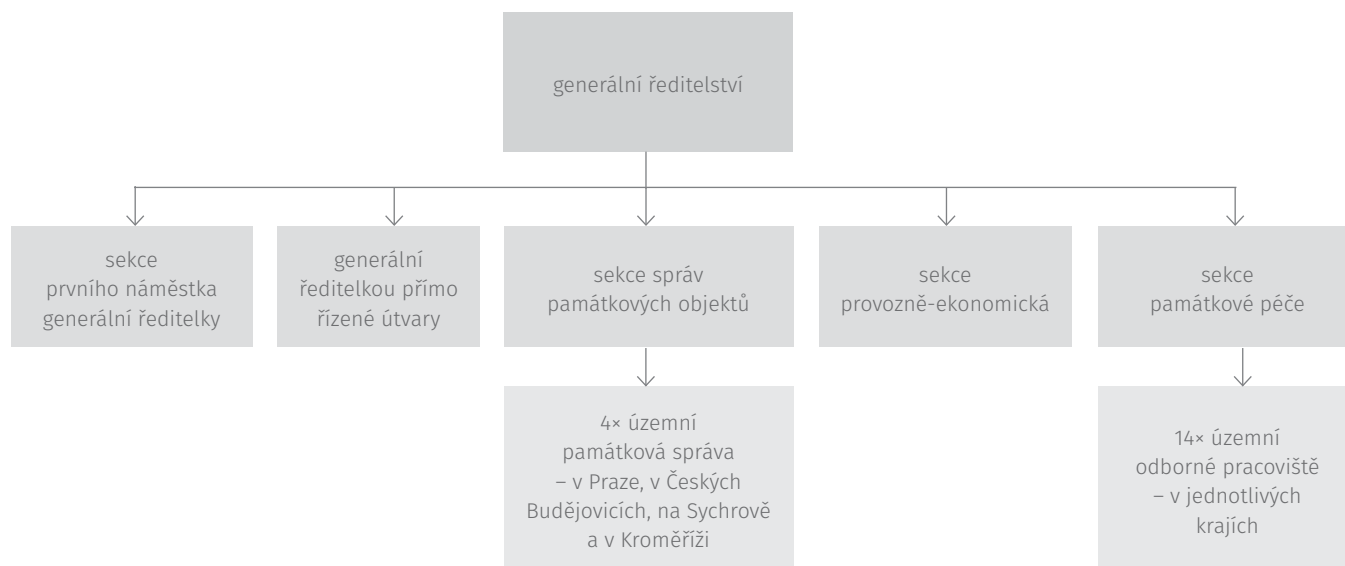 generální ředitelství
sekce
prvního náměstka
generální ředitelky
generální
ředitelkou přímo
řízené útvary
sekce správ
památkových objektů
sekce
provozně-ekonomická
sekce
památkové péče
4× územní
památková správa
– v Praze, v Českých
Budějovicích, na Sychrově
a v Kroměříži
14× územní
odborné pracoviště
– v jednotlivých
krajích